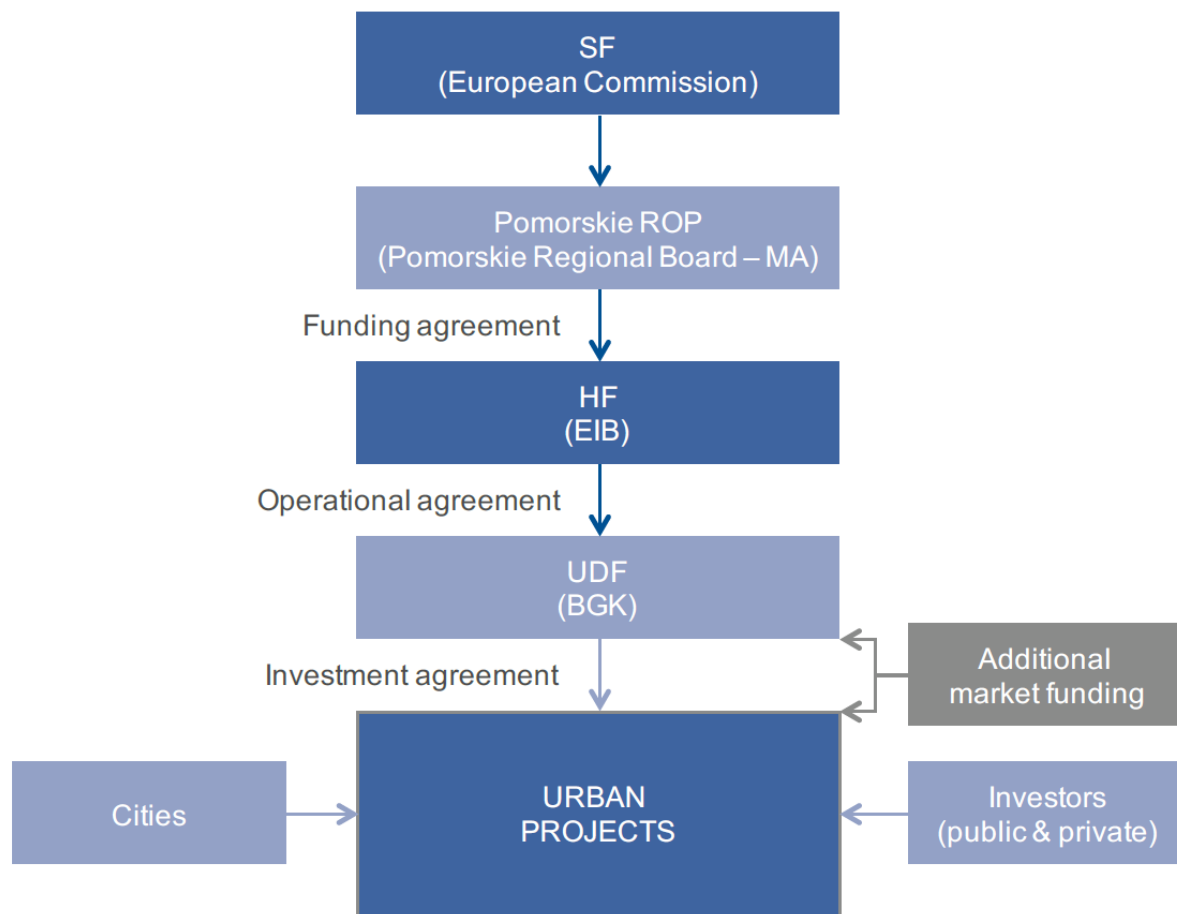 SF
(European Commission)
Pomorskie ROP
(Pomorskie Regional Board – MA)
Funding agreement
HF
(EIB)
Operational agreement
UDF
(BGK)
Investment agreement
Additional
market funding
Cities
URBAN
PROJECTS
Investors
(public & private)